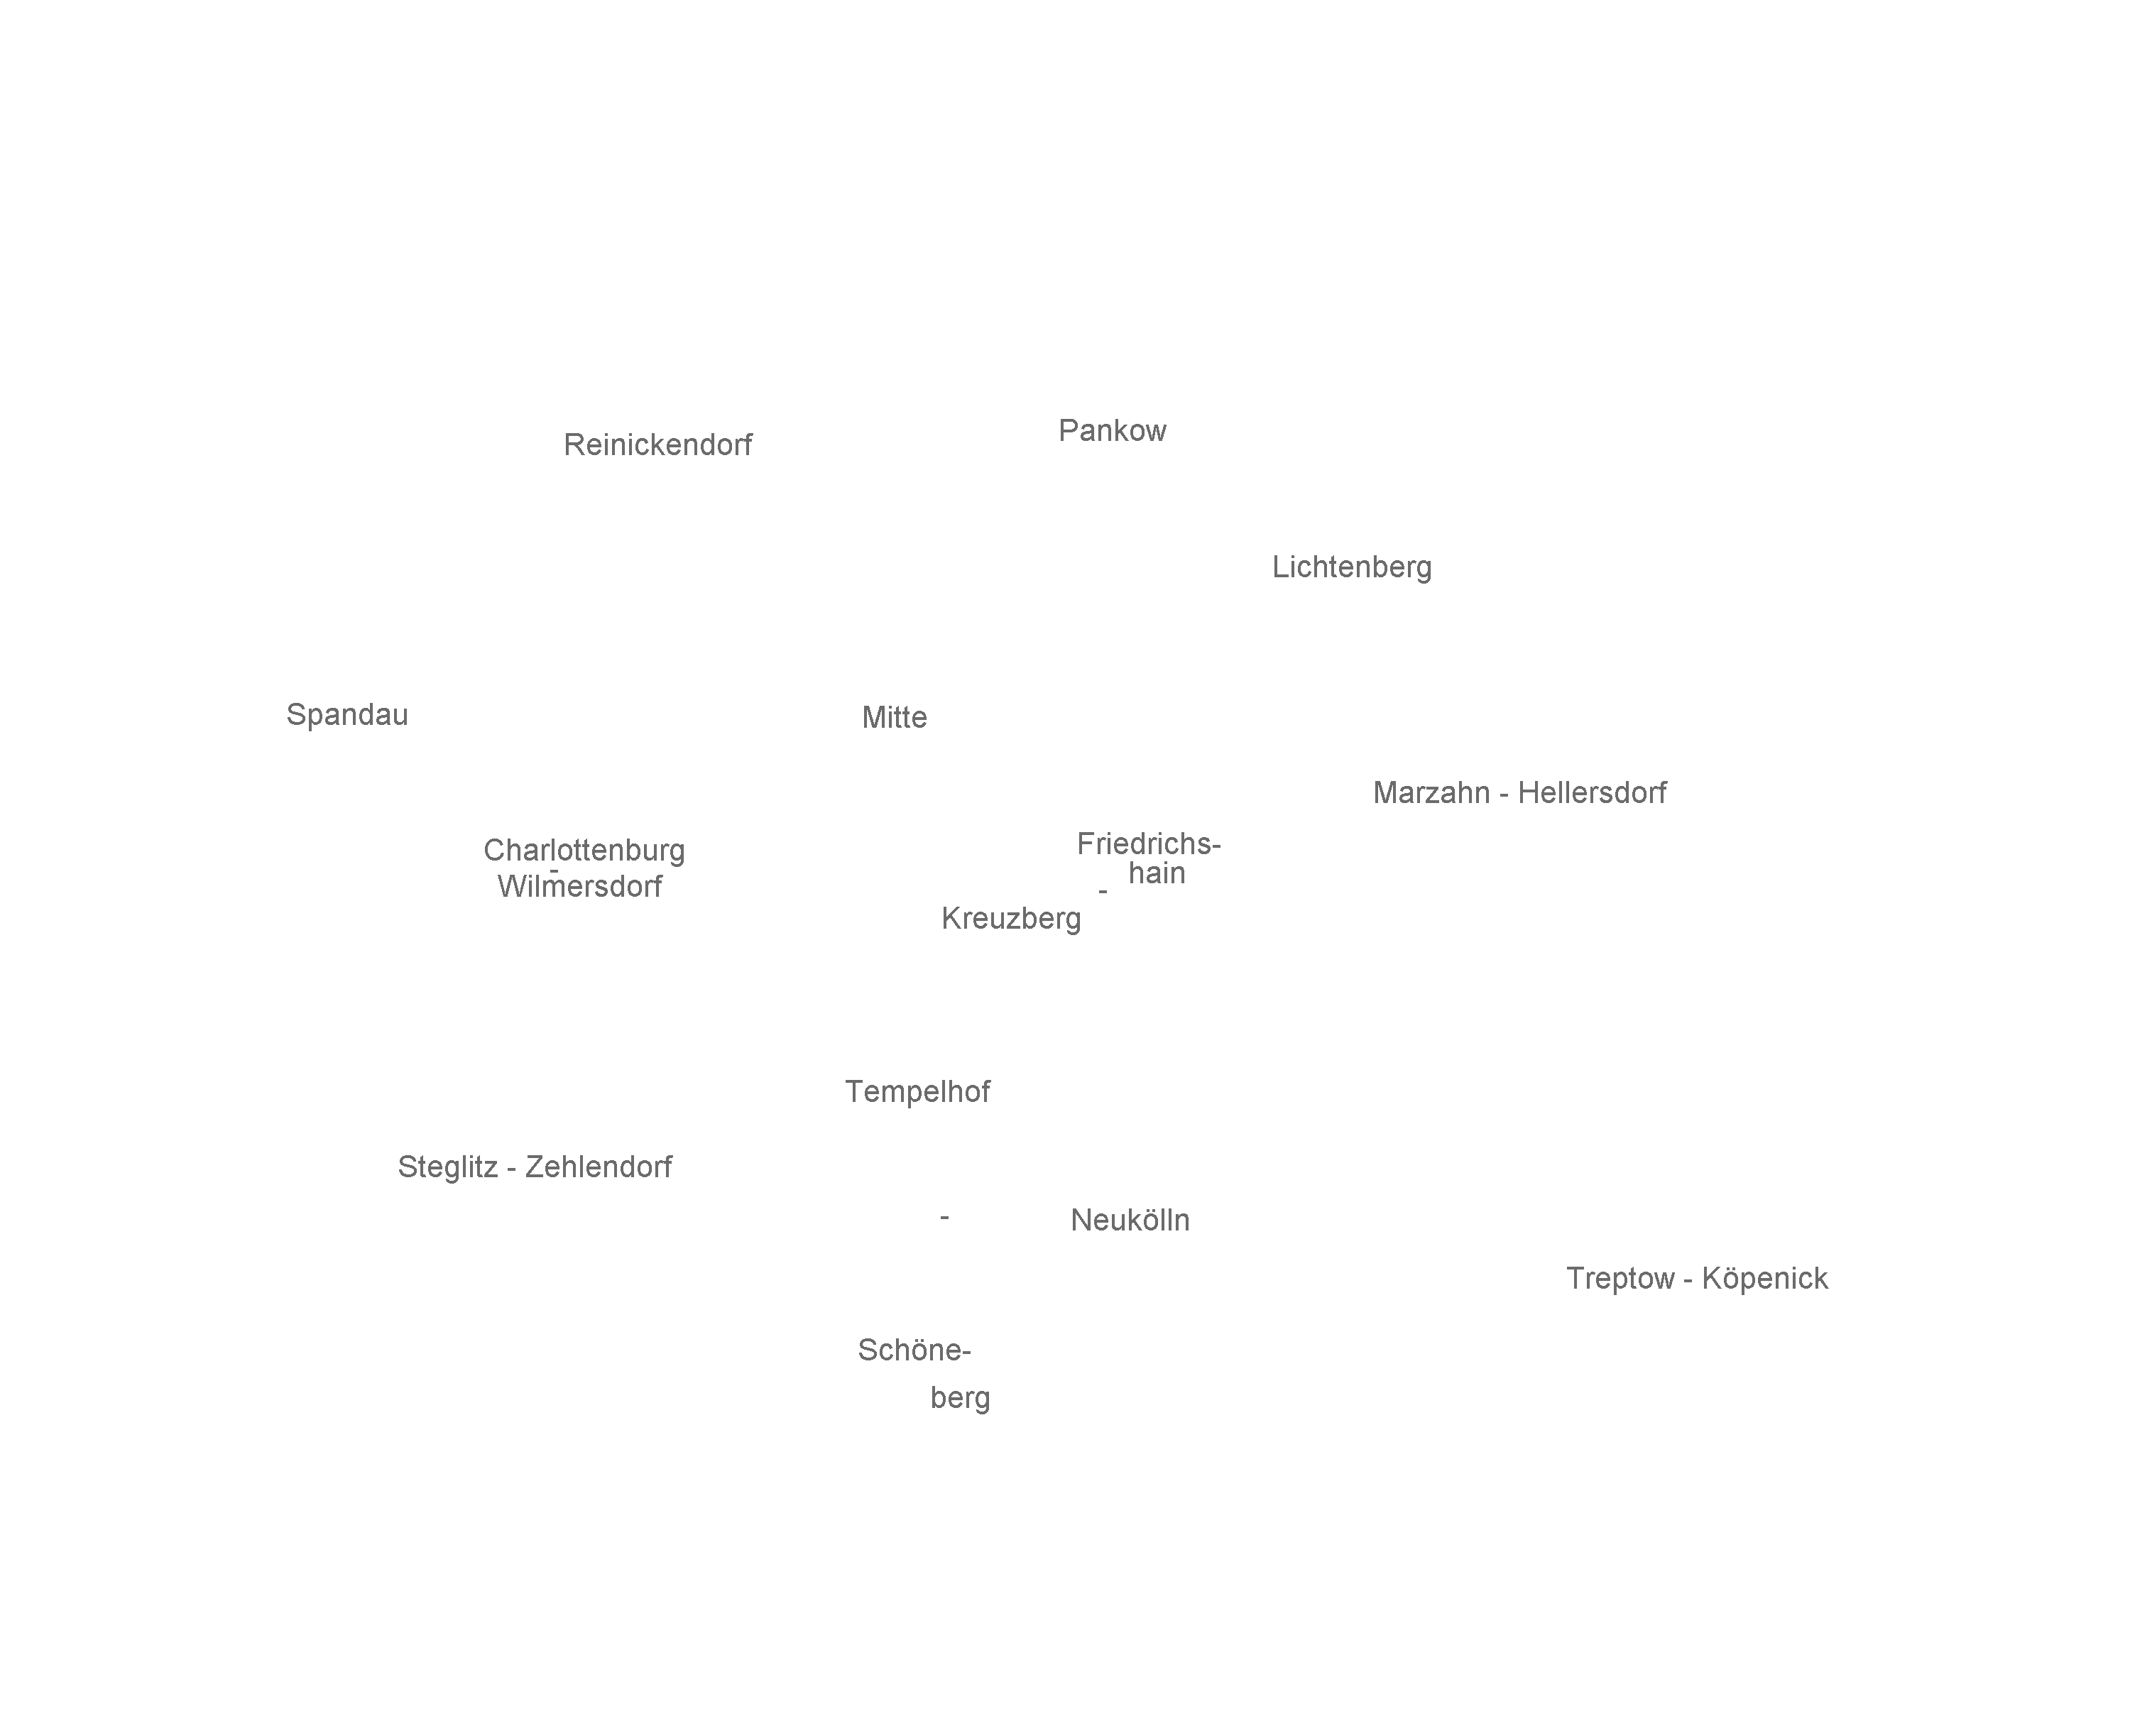 Pankow
Reinickendorf
Lichtenberg
Spandau
Mitte
Marzahn - Hellersdorf
Charlottenburg
-
Wilmersdorf
Friedrichs-
hain
-
Kreuzberg
Tempelhof
-
Schöne-
berg
Steglitz - Zehlendorf
Neukölln
Treptow - Köpenick